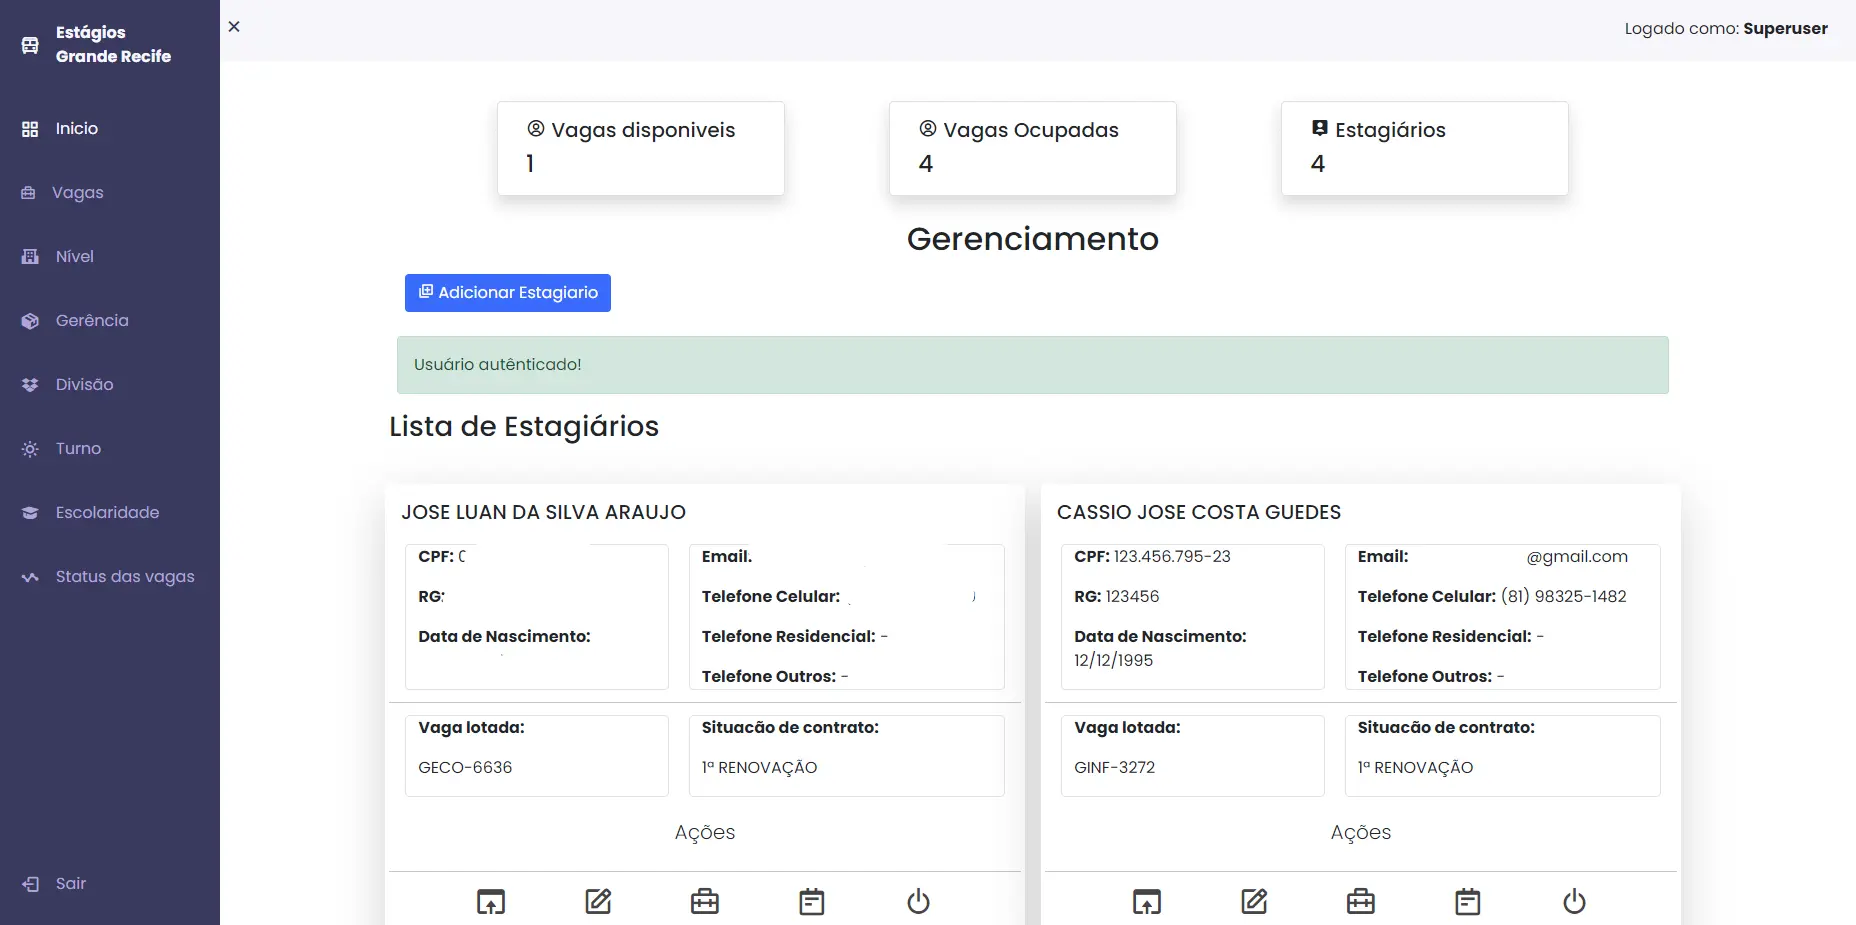 Estágios
Grande Recife
Inicio
Vagas
Nível
Gerência
Divisão
Turno
Escolaridade
Status das vagas
Sair
Logado como: Superuser
Vagas disponiveis
1
Vagas Ocupadas
4
Estagiários
4
Gerenciamento
Adicionar Estagiario
Usuário autênticado!
Lista de Estagiários
JOSE LUAN DA SILVA ARAUJO
CPF:
RG:
Data de Nascimento:
Email.
Telefone Celular:
Telefone Residencial: -
Telefone Outros: -
Vaga lotada:
GECO-6636
Situacão de contrato:
1ª RENOVAÇÃO
Ações
CASSIO JOSE COSTA GUEDES
CPF: 123.456.795-23
RG: 123456
Data de Nascimento:
12/12/1995
Email: @gmail.com
Telefone Celular: (81) 98325-1482
Telefone Residencial: -
Telefone Outros: -
Vaga lotada:
GINF-3272
Situacão de contrato:
1ª RENOVAÇÃO
Ações